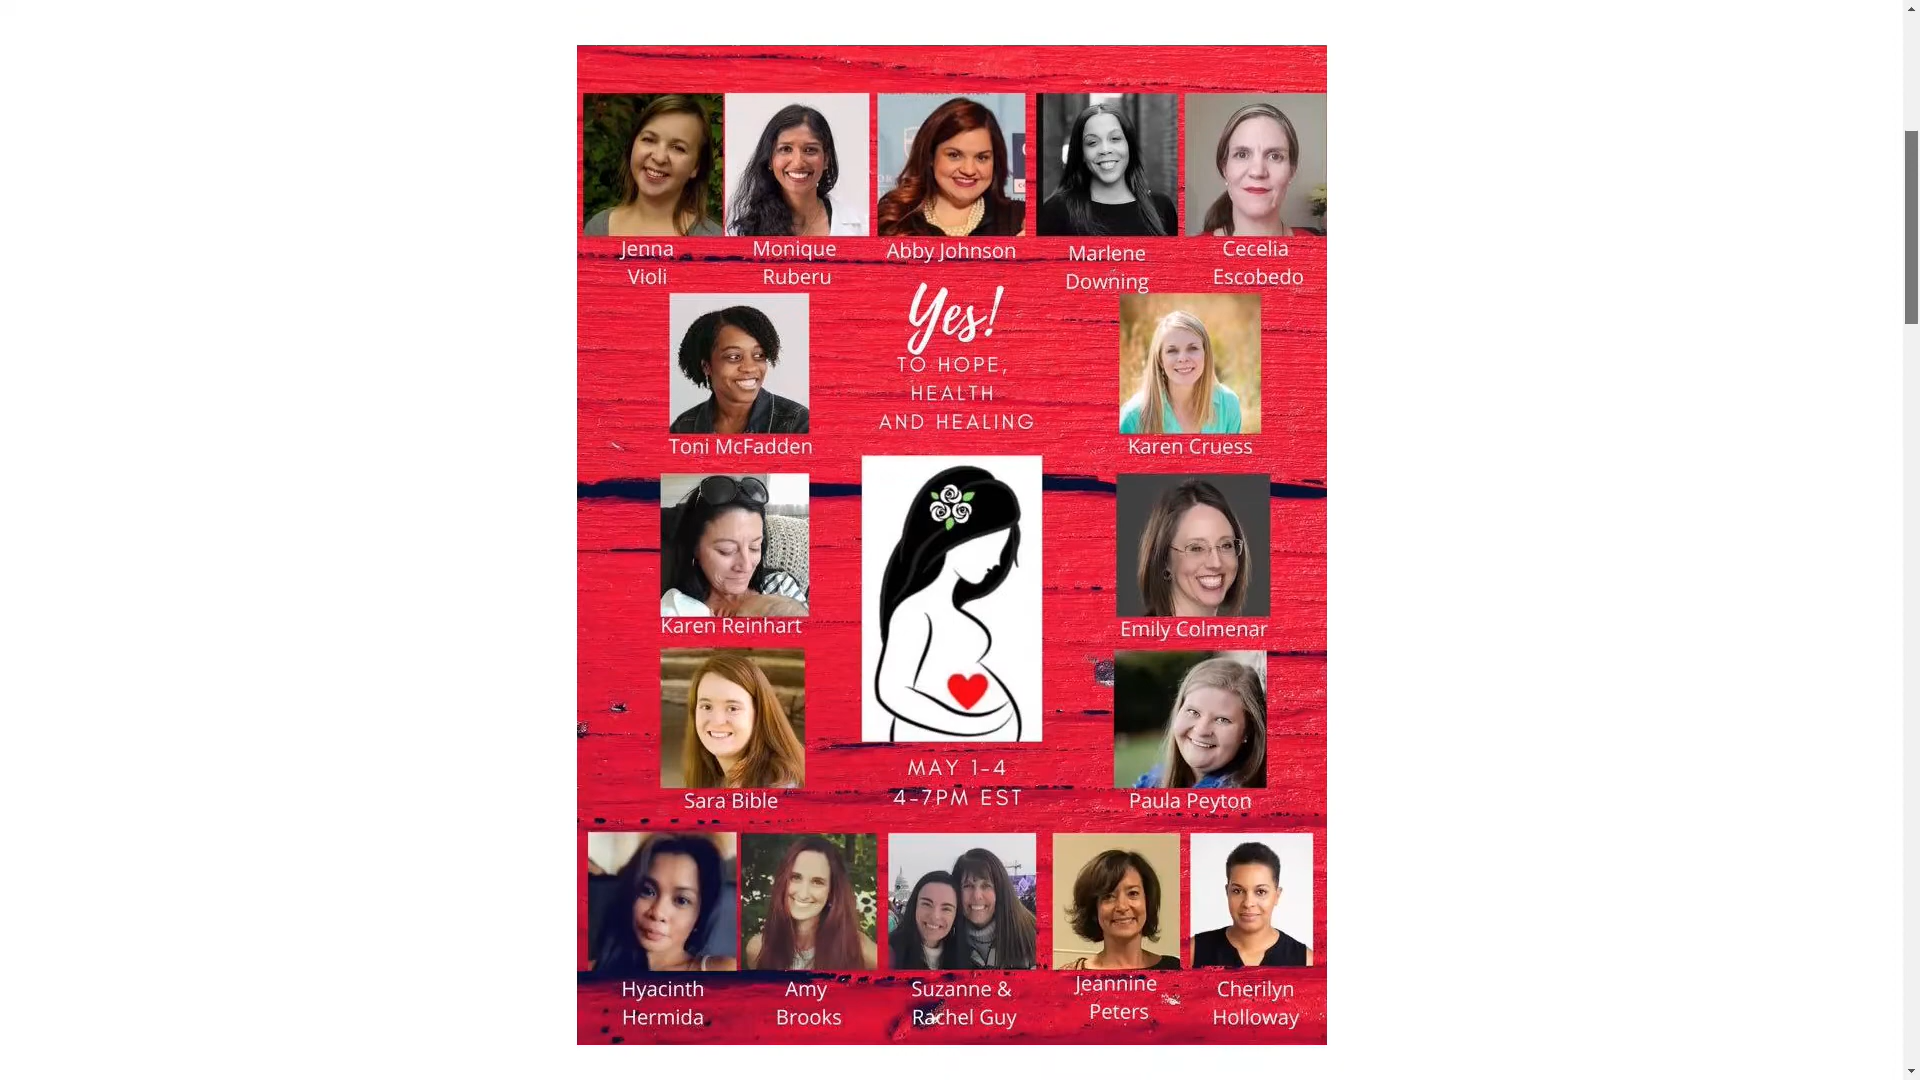 Jenna
Violi
Monique
Ruberu
Abby Johnson
Marlene
Downing
Cecelia
Escobedo
Yes!
TO HOPE,
HEALTH
AND HEALING
Toni McFadden
Karen Cruess
Karen Reinhart
Emily Colmenar
Sara Bible
Paula Peyton
MAY 1-4
4-7PM EST
Hyacinth
Hermida
Amy
Brooks
Suzanne &
Rachel Guy
Jeannine
Peters
Cherilyn
Holloway